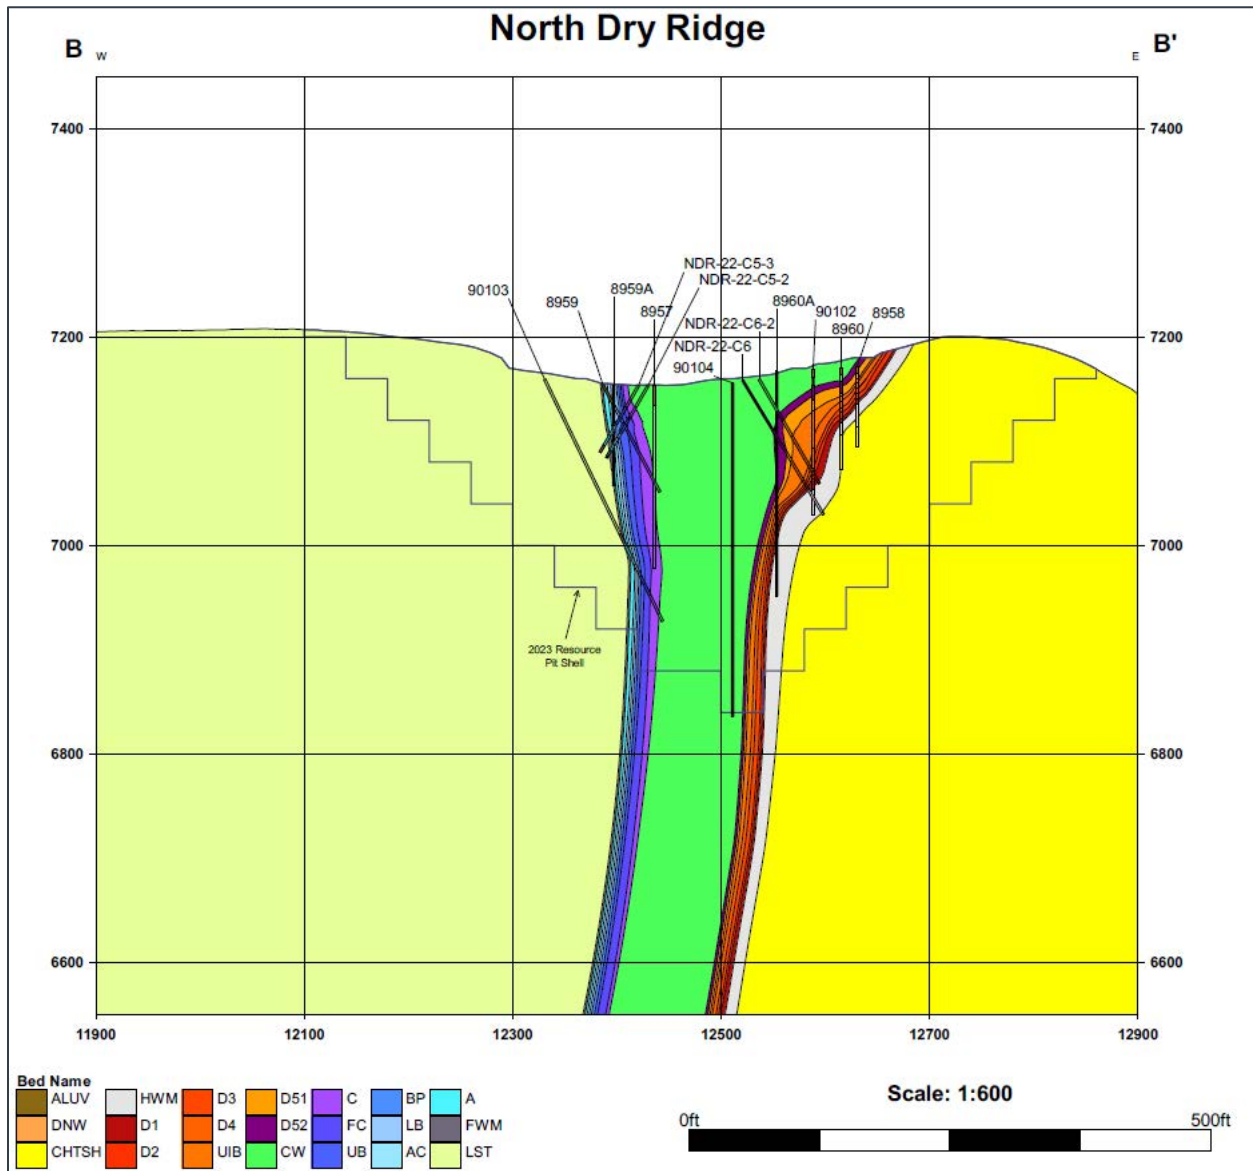 North Dry Ridge
B W
E B'
7400 7400
NDR-22-C5-3
NDR-22-C5-2
90103
8959
8959A
8957
8960A
90102
8958
NDR-22-C6-2
8960
7200 7200
NDR-22-C6
90104
7000 7000
2023 Resource
Pit Shell
6800 6800
6600 6600
11900 12100 12300 12500 12700 12900
Bed Name
ALUV HWM D3 D51 C BP A
DNW D1 D4 D52 FC LB FWM
CHTSH D2 UIB CW UB AC LST
Scale: 1:600
0ft 500ft